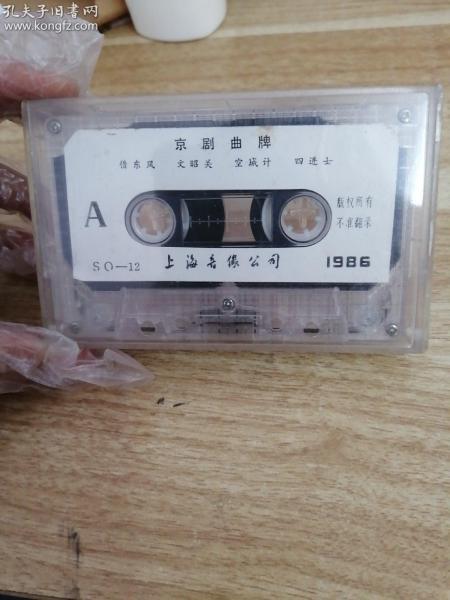 孔夫子旧书网
www.kongfz.com
京剧曲牌
借东风 文昭关 空城计 四进士
A
版权所有
不准翻录
SO—12
上海音像公司
1986